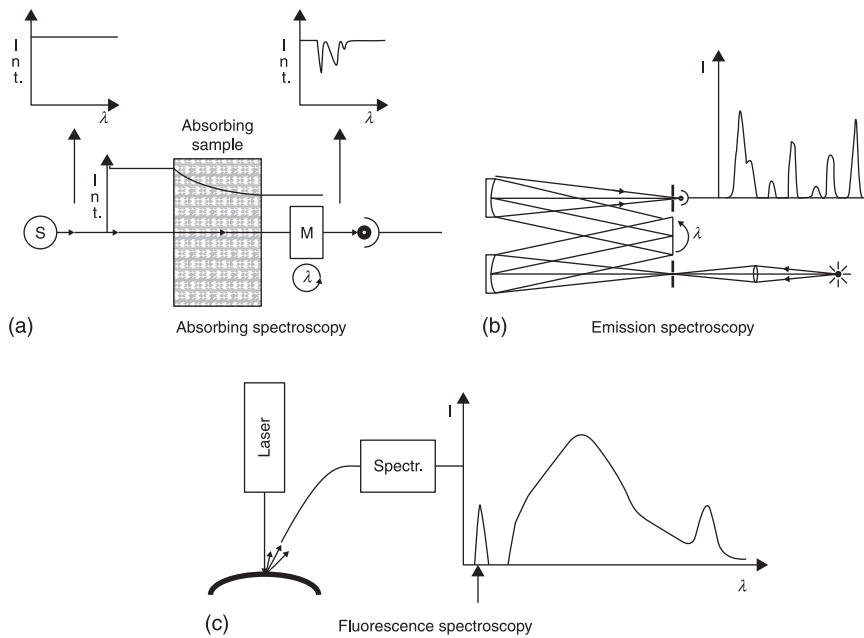 I
n
t.
λ
I
n
t.
λ
Absorbing
sample
I
n
t.
S
M
λ
(a)
Absorbing spectroscopy
I
λ
(b)
Emission spectroscopy
Laser
Spectr.
I
λ
(c)
Fluorescence spectroscopy